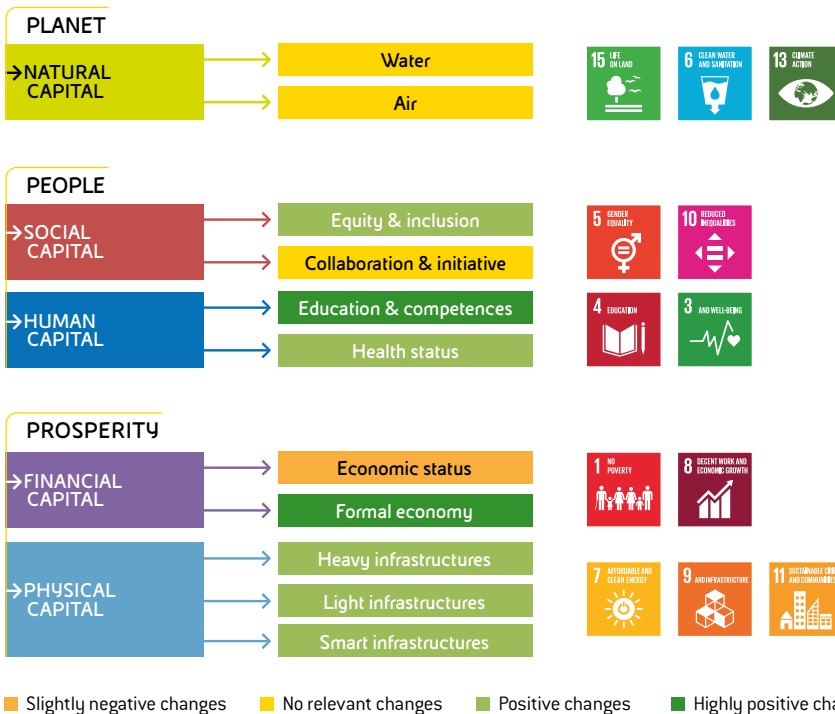 PLANET
→NATURAL
CAPITAL
Water
Air
15 LIFE
ON LAND
6 CLEAN WATER
AND SANITATION
13 CLIMATE
ACTION
PEOPLE
→SOCIAL
CAPITAL
Equity & inclusion
Collaboration & initiative
5 GENDER
EQUALITY
10 REDUCED
INEQUALITIES
→HUMAN
CAPITAL
Education & competences
Health status
4 EDUCATION
3 AND WELL-BEING
PROSPERITY
→FINANCIAL
CAPITAL
Economic status
Formal economy
1 NO
POVERTY
8 DECENT WORK AND
ECONOMIC GROWTH
→PHYSICAL
CAPITAL
Heavy infrastructures
Light infrastructures
Smart infrastructures
7 AFFORDABLE AND
CLEAN ENERGY
9 AND INFRASTRUCTURE
11 SUSTAINABLE
AND COMMUNITIES
Slightly negative changes
No relevant changes
Positive changes
Highly positive cha